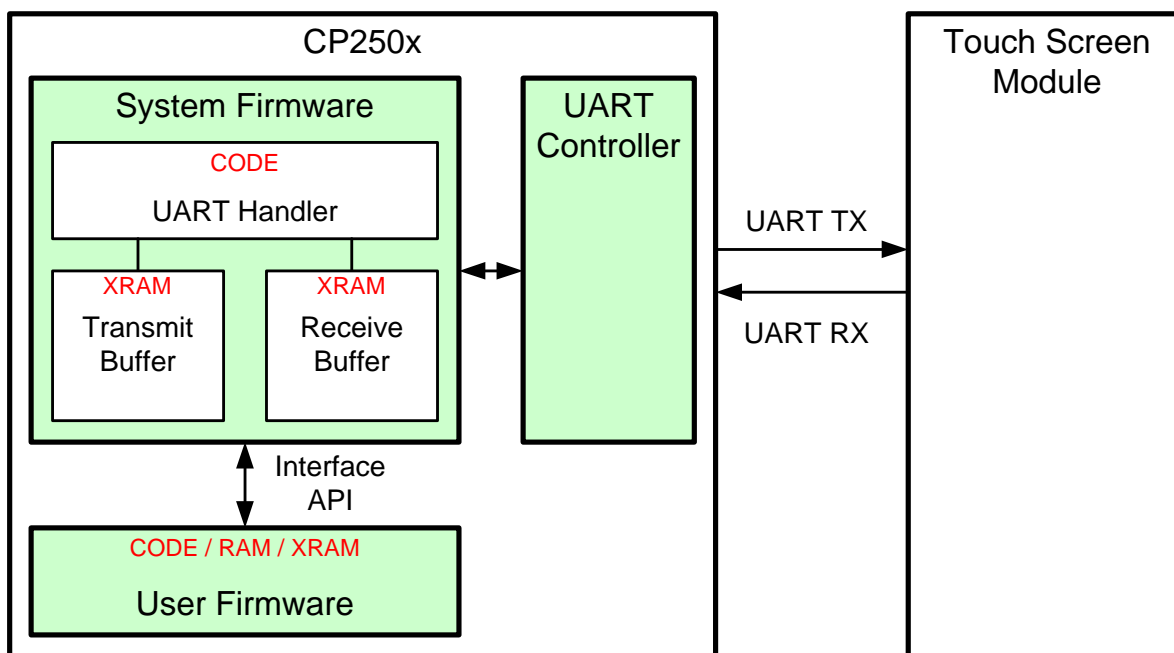 CP250x
System Firmware
CODE
UART Handler
XRAM
Transmit
Buffer
XRAM
Receive
Buffer
UART
Controller
Interface
API
CODE / RAM / XRAM
User Firmware
UART TX
UART RX
Touch Screen
Module